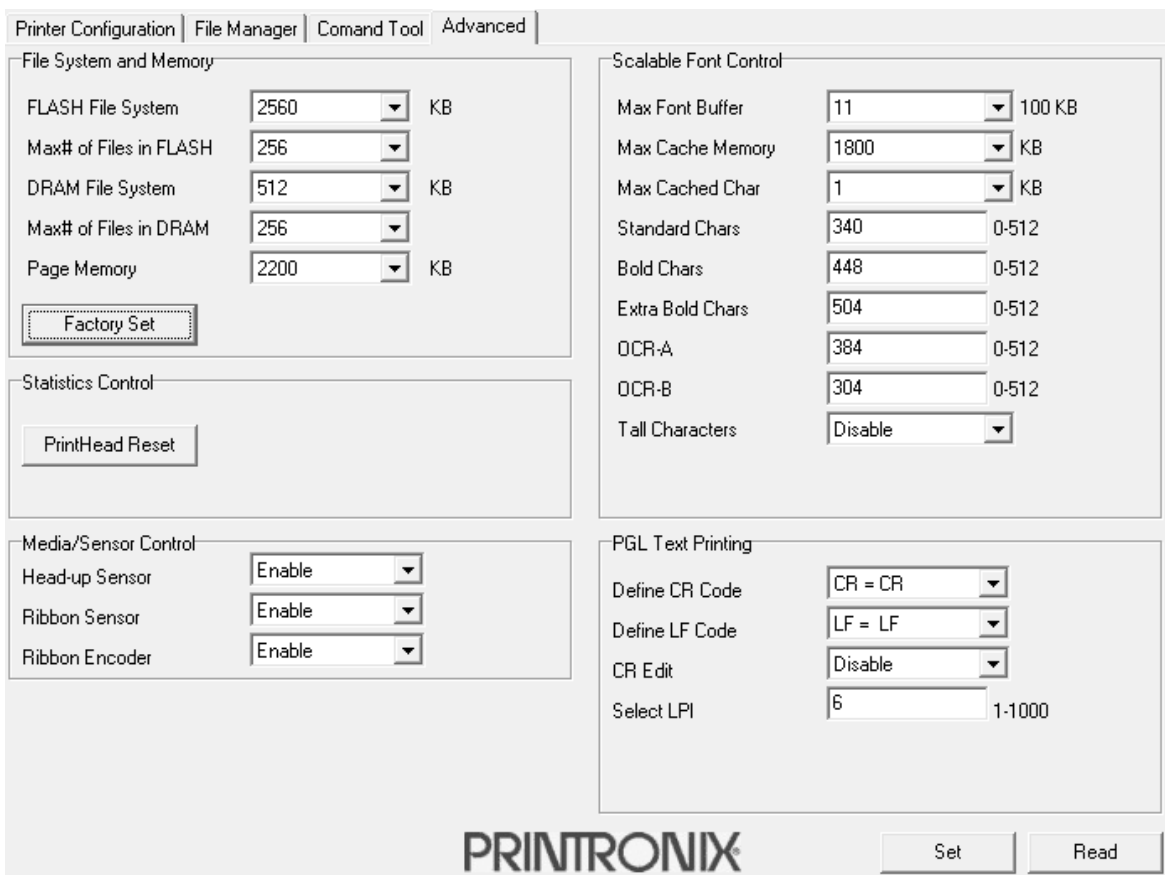 Printer Configuration File Manager Comand Tool Advanced
File System and Memory
FLASH File System 2560 KB
Max# of Files in FLASH 256
DRAM File System 512 KB
Max# of Files in DRAM 256
Page Memory 2200 KB
Factory Set
Statistics Control
PrintHead Reset
Media/Sensor Control
Head-up Sensor Enable
Ribbon Sensor Enable
Ribbon Encoder Enable
Scalable Font Control
Max Font Buffer 11 100 KB
Max Cache Memory 1800 KB
Max Cached Char 1 KB
Standard Chars 340 0-512
Bold Chars 448 0-512
Extra Bold Chars 504 0-512
OCR-A 384 0-512
OCR-B 304 0-512
Tall Characters Disable
PGL Text Printing
Define CR Code CR = CR
Define LF Code LF = LF
CR Edit Disable
Select LPI 6 1-1000
PRINTRONIX®
Set Read